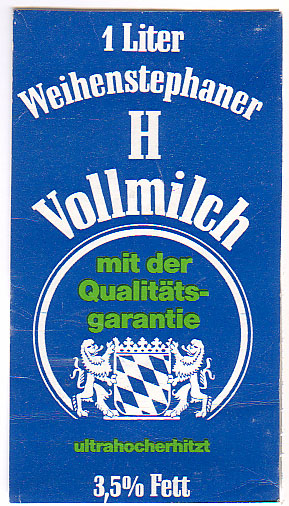 1 Liter
Weihenstephaner
H
Vollmilch
mit der
Qualitäts-
garantie
ultrahocherhitzt
3,5% Fett